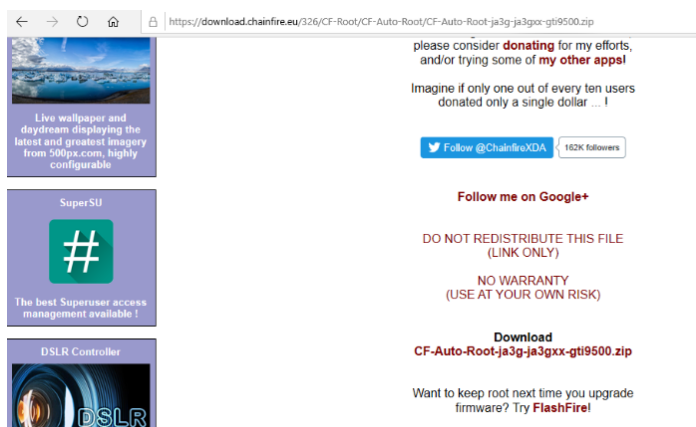 https://download.chainfire.eu/326/CF-Root/CF-Auto-Root/CF-Auto-Root-ja3g-ja3gxx-gti9500.zip
Live wallpaper and
daydream displaying the
latest and greatest imagery
from 500px.com, highly
configurable
SuperSU
#
The best Superuser access
management available !
DSLR Controller
DSLR
please consider donating for my efforts,
and/or trying some of my other apps!
Imagine if only one out of every ten users
donated only a single dollar ... !
Follow @ChainfireXDA
162K followers
Follow me on Google+
DO NOT REDISTRIBUTE THIS FILE
(LINK ONLY)
NO WARRANTY
(USE AT YOUR OWN RISK)
Download
CF-Auto-Root-ja3g-ja3gxx-gti9500.zip
Want to keep root next time you upgrade
firmware? Try FlashFire!